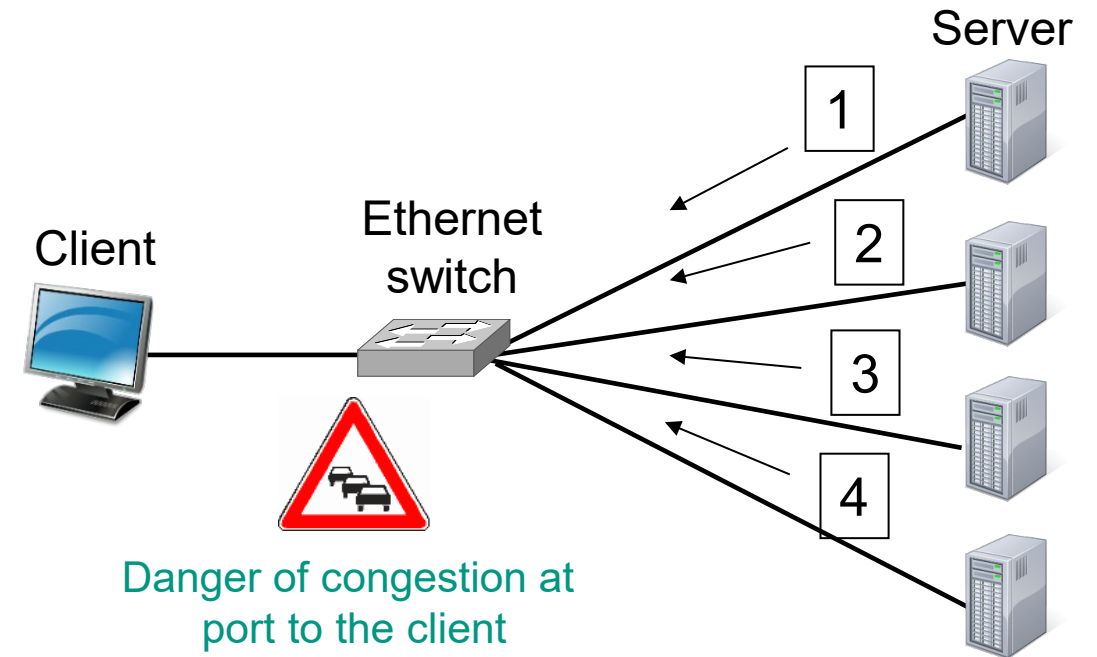 Server
1
Ethernet
switch
2
Client
3
4
Danger of congestion at
port to the client